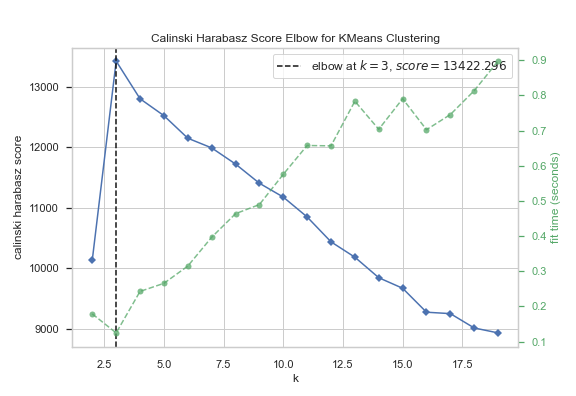 Calinski Harabasz Score Elbow for KMeans Clustering
elbow at k = 3, score = 13422.296
calinski harabasz score
13000
12000
11000
10000
9000
0.9
0.8
0.7
0.6
0.5
0.4
0.3
0.2
0.1
fit time (seconds)
2.5 5.0 7.5 10.0 12.5 15.0 17.5
k